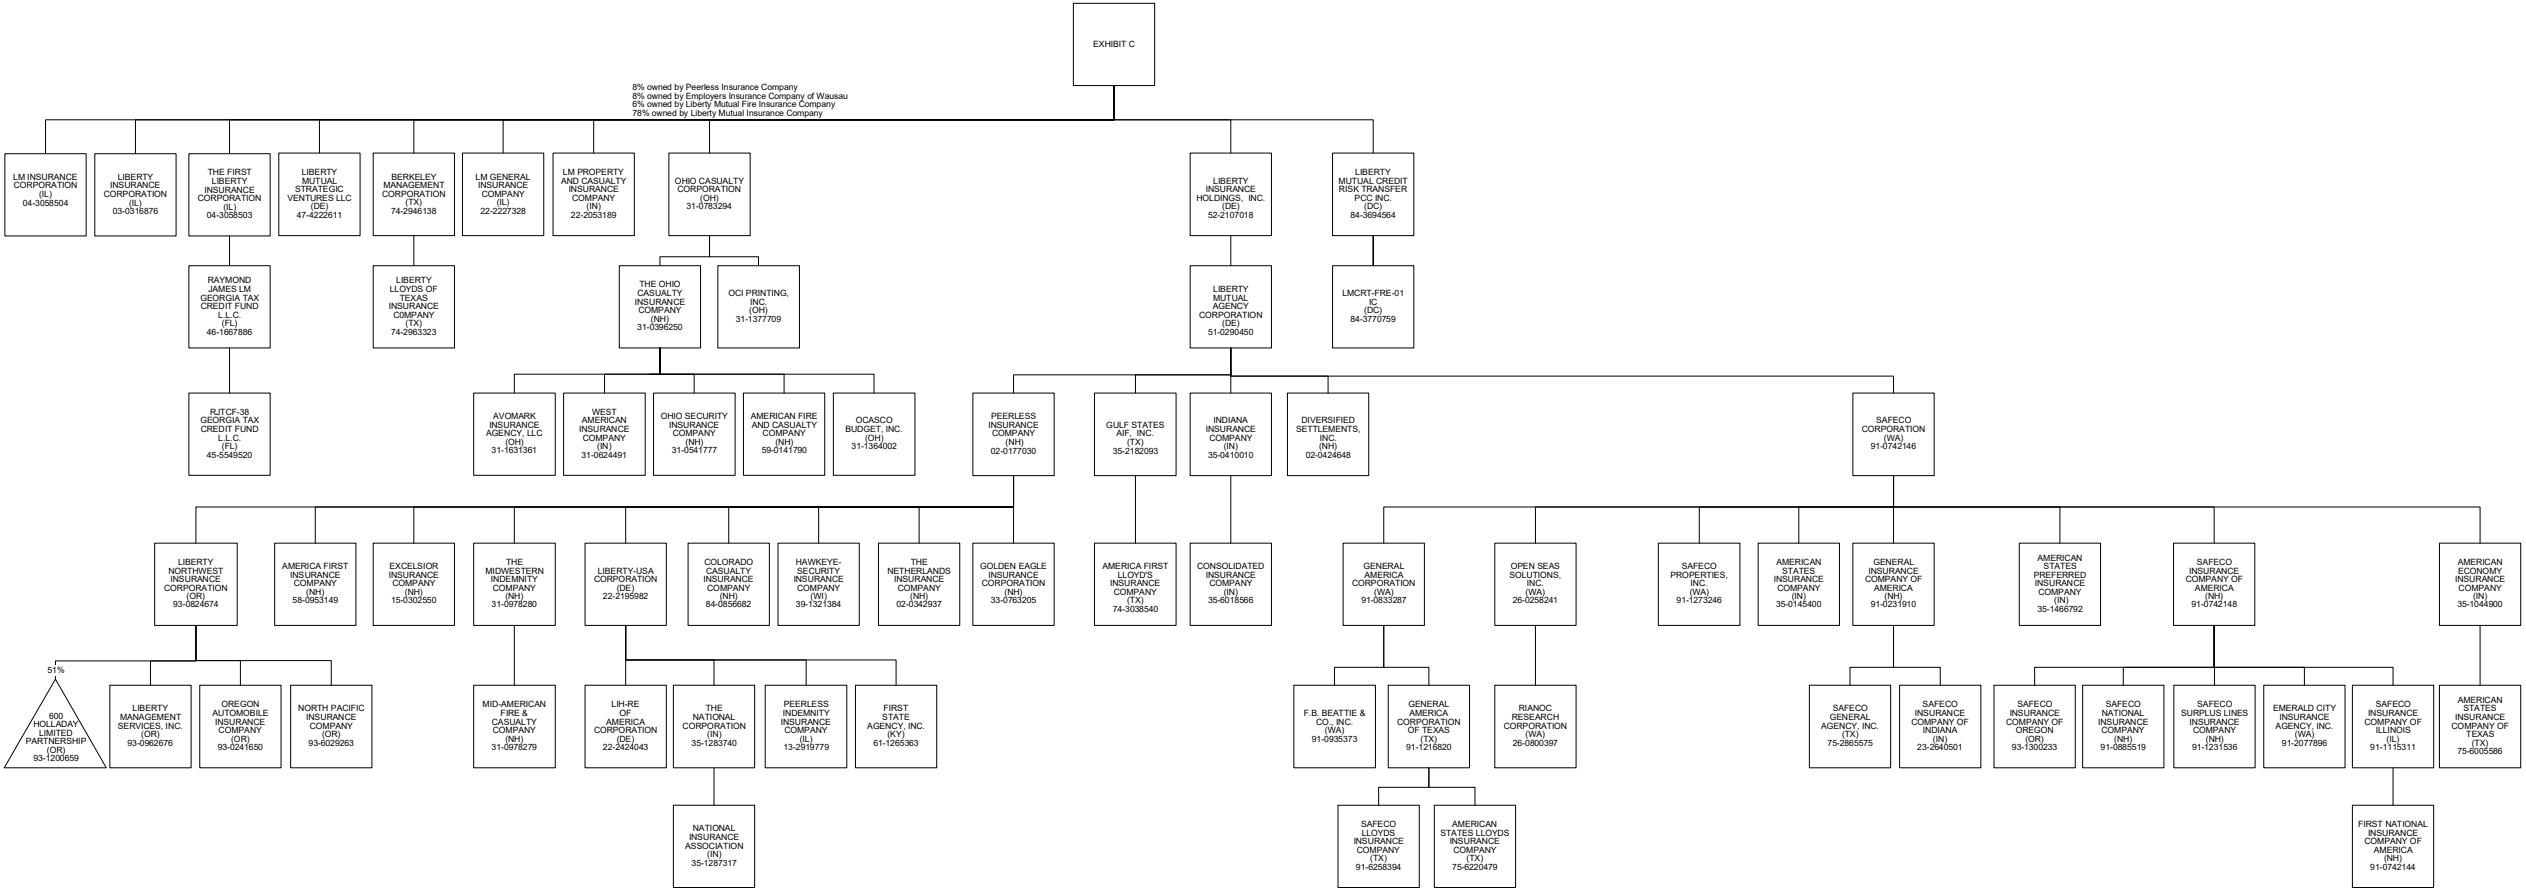 EXHIBIT C
8% owned by Peerless Insurance Company
8% owned by Employers Insurance Company of Wausau
6% owned by Liberty Mutual Fire Insurance Company
78% owned by Liberty Mutual Insurance Company
LM INSURANCE
CORPORATION
(IL)
04-3058504
LIBERTY
INSURANCE
CORPORATION
(IL)
03-0316876
THE FIRST
LIBERTY
INSURANCE
CORPORATION
(IL)
04-3058503
LIBERTY
MUTUAL
STRATEGIC
VENTURES LLC
(DE)
47-4222611
BERKELEY
MANAGEMENT
CORPORATION
(TX)
74-2946138
LM GENERAL
INSURANCE
COMPANY
(IL)
22-2227328
LM PROPERTY
AND CASUALTY
INSURANCE
COMPANY
(IN)
22-2053189
OHIO CASUALTY
CORPORATION
(OH)
31-0783294
LIBERTY
INSURANCE
HOLDINGS, INC.
(DE)
52-2107018
LIBERTY
MUTUAL CREDIT
RISK TRANSFER
PCC INC.
(DC)
84-3694564
RAYMOND
JAMES LM
GEORGIA TAX
CREDIT FUND
L.L.C.
(FL)
46-1667886
LIBERTY
LLOYDS OF
TEXAS
INSURANCE
C0MPANY
(TX)
74-2963323
THE OHIO
CASUALTY
INSURANCE
COMPANY
(NH)
31-0396250
OCI PRINTING,
INC.
(OH)
31-1377709
LIBERTY
MUTUAL
AGENCY
CORPORATION
(DE)
51-0290450
LMCRT-FRE-01
IC
(DC)
84-3770759
RJTCF-38
GEORGIA TAX
CREDIT FUND
L.L.C.
(FL)
45-5549520
AVOMARK
INSURANCE
AGENCY, LLC
(OH)
31-1631361
WEST
AMERICAN
INSURANCE
COMPANY
(IN)
31-0624491
OHIO SECURITY
INSURANCE
COMPANY
(NH)
31-0541777
AMERICAN FIRE
AND CASUALTY
COMPANY
(NH)
59-0141790
OCASCO
BUDGET, INC.
(OH)
31-1364002
PEERLESS
INSURANCE
COMPANY
(NH)
02-0177030
GULF STATES
AIF, INC.
(TX)
35-2182093
INDIANA
INSURANCE
COMPANY
(IN)
35-0410010
DIVERSIFIED
SETTLEMENTS,
INC.
(NH)
02-0424648
SAFECO
CORPORATION
(WA)
91-0742146
LIBERTY
NORTHWEST
INSURANCE
CORPORATION
(OR)
93-0824674
AMERICA FIRST
INSURANCE
COMPANY
(NH)
58-0953149
EXCELSIOR
INSURANCE
COMPANY
(NH)
15-0302550
THE
MIDWESTERN
INDEMNITY
COMPANY
(NH)
31-0978280
LIBERTY-USA
CORPORATION
(DE)
22-2195982
COLORADO
CASUALTY
INSURANCE
COMPANY
(NH)
84-0856682
HAWKEYE-
SECURITY
INSURANCE
COMPANY
(WI)
39-1321384
THE
NETHERLANDS
INSURANCE
COMPANY
(NH)
02-0342937
GOLDEN EAGLE
INSURANCE
CORPORATION
(NH)
33-0763205
AMERICA FIRST
LLOYD'S
INSURANCE
COMPANY
(TX)
74-3038540
CONSOLIDATED
INSURANCE
COMPANY
(IN)
35-6018566
GENERAL
AMERICA
CORPORATION
(WA)
91-0833287
OPEN SEAS
SOLUTIONS,
INC.
(WA)
26-0258241
SAFECO
PROPERTIES,
INC.
(WA)
91-1273246
AMERICAN
STATES
INSURANCE
COMPANY
(IN)
35-0145400
GENERAL
INSURANCE
COMPANY OF
AMERICA
(NH)
91-0231910
AMERICAN
STATES
PREFERRED
INSURANCE
COMPANY
(IN)
35-1466792
SAFECO
INSURANCE
COMPANY OF
AMERICA
(NH)
91-0742148
AMERICAN
ECONOMY
INSURANCE
COMPANY
(IN)
35-1044900
51%
600
HOLLADAY
LIMITED
PARTNERSHIP
(OR)
93-1200659
LIBERTY
MANAGEMENT
SERVICES, INC.
(OR)
93-0962676
OREGON
AUTOMOBILE
INSURANCE
COMPANY
(OR)
93-0241650
NORTH PACIFIC
INSURANCE
COMPANY
(OR)
93-6029263
MID-AMERICAN
FIRE &
CASUALTY
COMPANY
(NH)
31-0978279
LIH-RE
OF
AMERICA
CORPORATION
(DE)
22-2424043
THE
NATIONAL
CORPORATION
(IN)
35-1283740
PEERLESS
INDEMNITY
INSURANCE
COMPANY
(IL)
13-2919779
FIRST
STATE
AGENCY, INC.
(KY)
61-1265363
F.B. BEATTIE &
CO., INC.
(WA)
91-0935373
GENERAL
AMERICA
CORPORATION
OF TEXAS
(TX)
91-1216820
RIANOC
RESEARCH
CORPORATION
(WA)
26-0800397
SAFECO
GENERAL
AGENCY, INC.
(TX)
75-2865575
SAFECO
INSURANCE
COMPANY OF
INDIANA
(IN)
23-2640501
SAFECO
INSURANCE
COMPANY OF
OREGON
(OR)
93-1300233
SAFECO
NATIONAL
INSURANCE
COMPANY
(NH)
91-0885519
SAFECO
SURPLUS LINES
INSURANCE
COMPANY
(NH)
91-1231536
EMERALD CITY
INSURANCE
AGENCY, INC.
(WA)
91-2077896
SAFECO
INSURANCE
COMPANY OF
ILLINOIS
(IL)
91-1115311
AMERICAN
STATES
INSURANCE
COMPANY OF
TEXAS
(TX)
75-6005586
NATIONAL
INSURANCE
ASSOCIATION
(IN)
35-1287317
SAFECO
LLOYDS
INSURANCE
COMPANY
(TX)
91-6258394
AMERICAN
STATES LLOYDS
INSURANCE
COMPANY
(TX)
75-6220479
FIRST NATIONAL
INSURANCE
COMPANY OF
AMERICA
(NH)
91-0742144